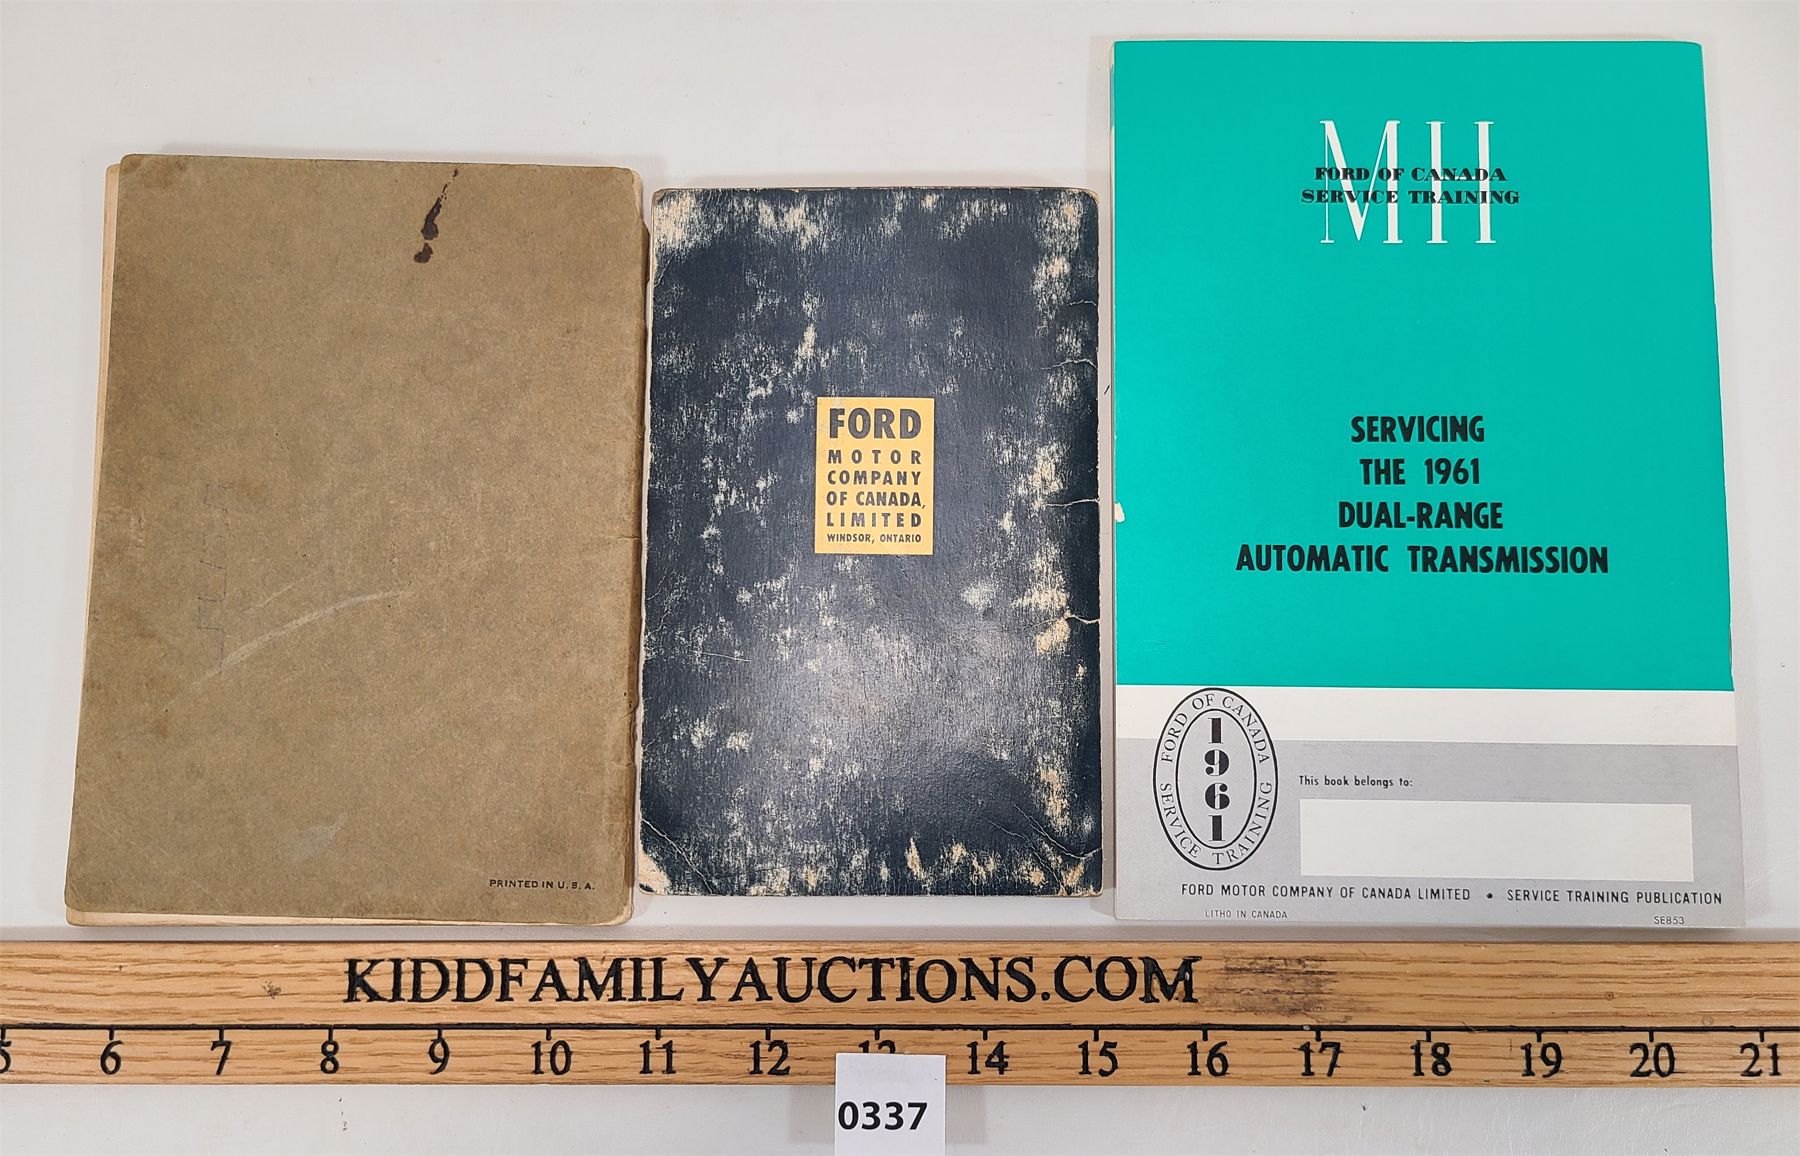 PRINTED IN U. S. A.
FORD
MOTOR
COMPANY
OF CANADA,
LIMITED
WINDSOR, ONTARIO
MH
FORD OF CANADA
SERVICE TRAINING
SERVICING
THE 1961
DUAL-RANGE
AUTOMATIC TRANSMISSION
FORD OF CANADA
1961
SERVICE TRAINING
This book belongs to:
FORD MOTOR COMPANY OF CANADA LIMITED • SERVICE TRAINING PUBLICATION
LITHO IN CANADA
SE853
KIDDFAMILYAUCTIONS.COM
5 6 7 8 9 10 11 12 13 14 15 16 17 18 19 20 21
0337